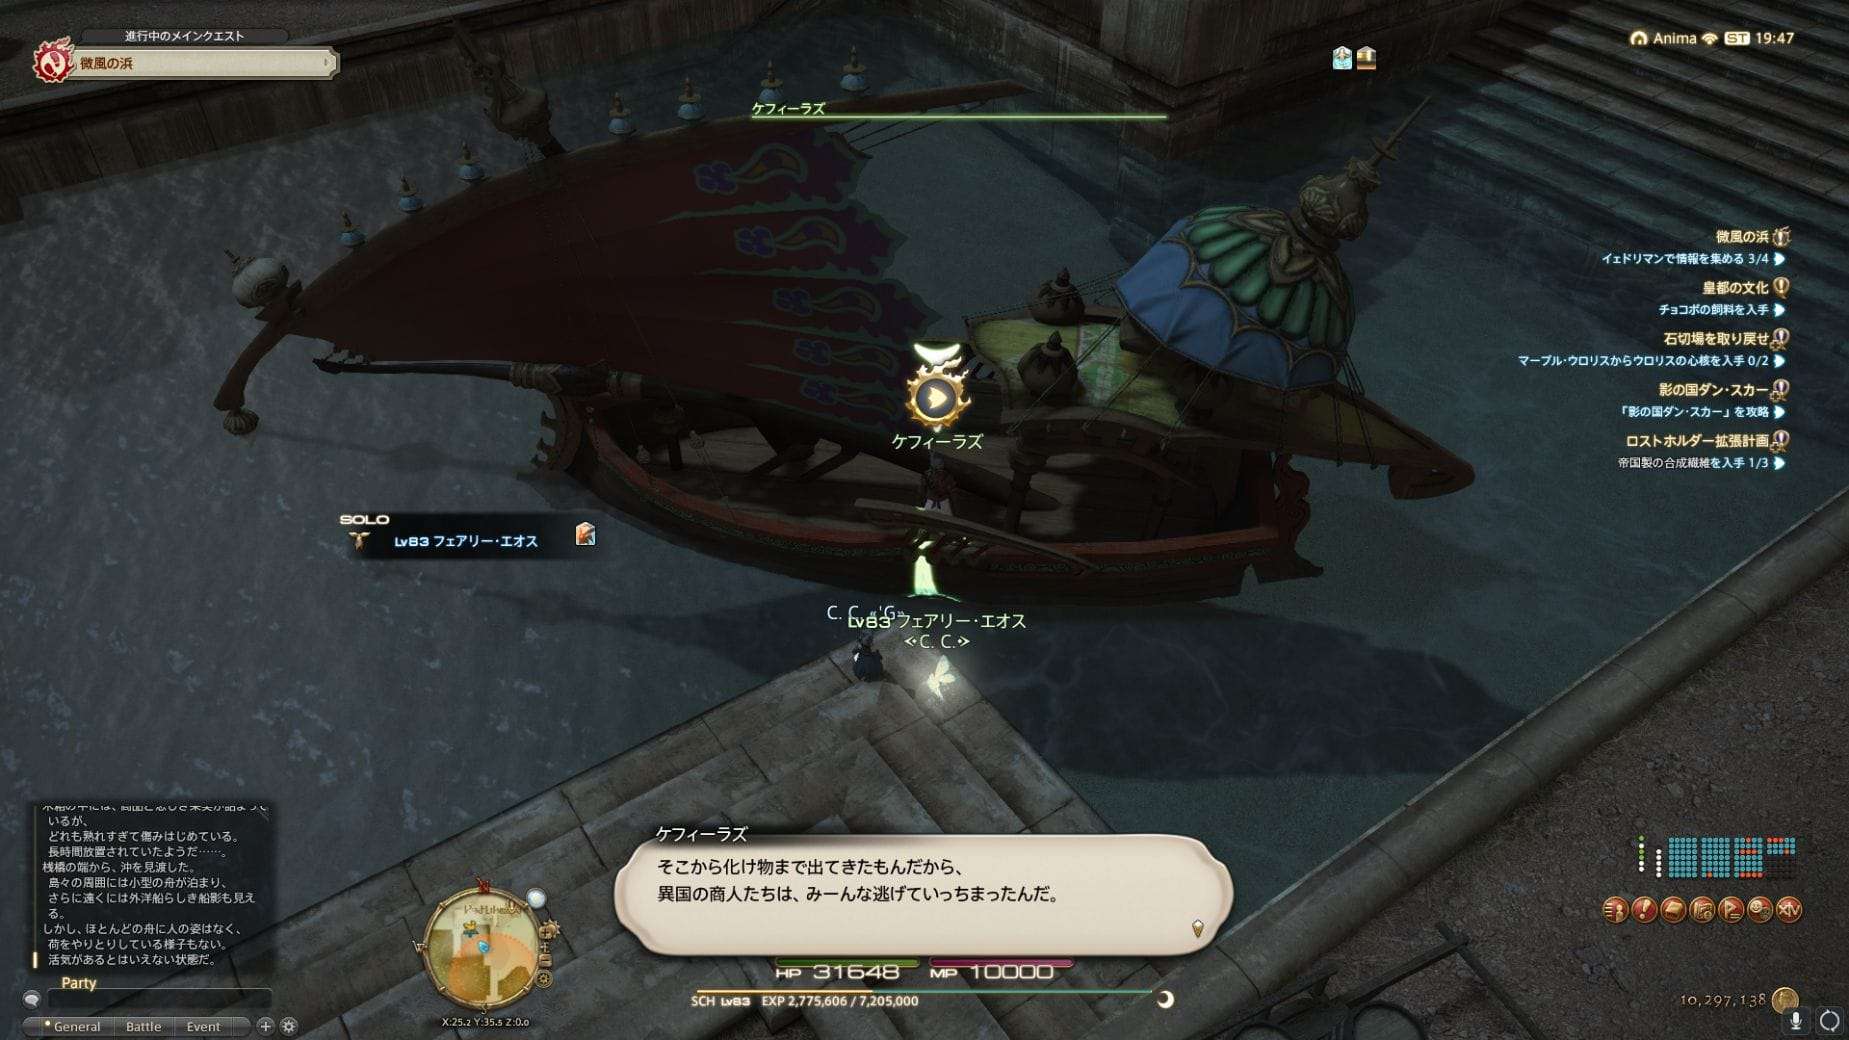 進行中のメインクエスト
微風の浜
Anima ST 19:47
ケフィーラズ
微風の浜
イェドリマンで情報を集める 3/4
皇都の文化
チョコボの飼料を入手
石切場を取り戻せ
マーブル・ウロリスからウロリスの心核を入手 0/2
影の国ダン・スカー
「影の国ダン・スカー」を攻略
ロストホルダー拡張計画
帝国製の合成繊維を入手 1/3
ケフィーラズ
SOLO
Lv83 フェアリー・エオス
C. C. «'G»
Lv83 フェアリー・エオス
«C. C.»
いるが、
どれも熟れすぎて傷みはじめている。
長時間放置されていたようだ……。
桟橋の端から、沖を見渡した。
島々の周囲には小型の舟が泊まり、
さらに遠くには外洋船らしき船影も見え
る。
しかし、ほとんどの舟に人の姿はなく、
荷をやりとりしている様子もない。
活気があるとはいえない状態だ。
Party
General Battle Event
X:25.2 Y:35.5 Z:0.0
ケフィーラズ
そこから化け物まで出てきたもんだから、
異国の商人たちは、みーんな逃げていっちまったんだ。
HP 31648 MP 10000
SCH Lv83 EXP 2,775,606 / 7,205,000
10,297,138